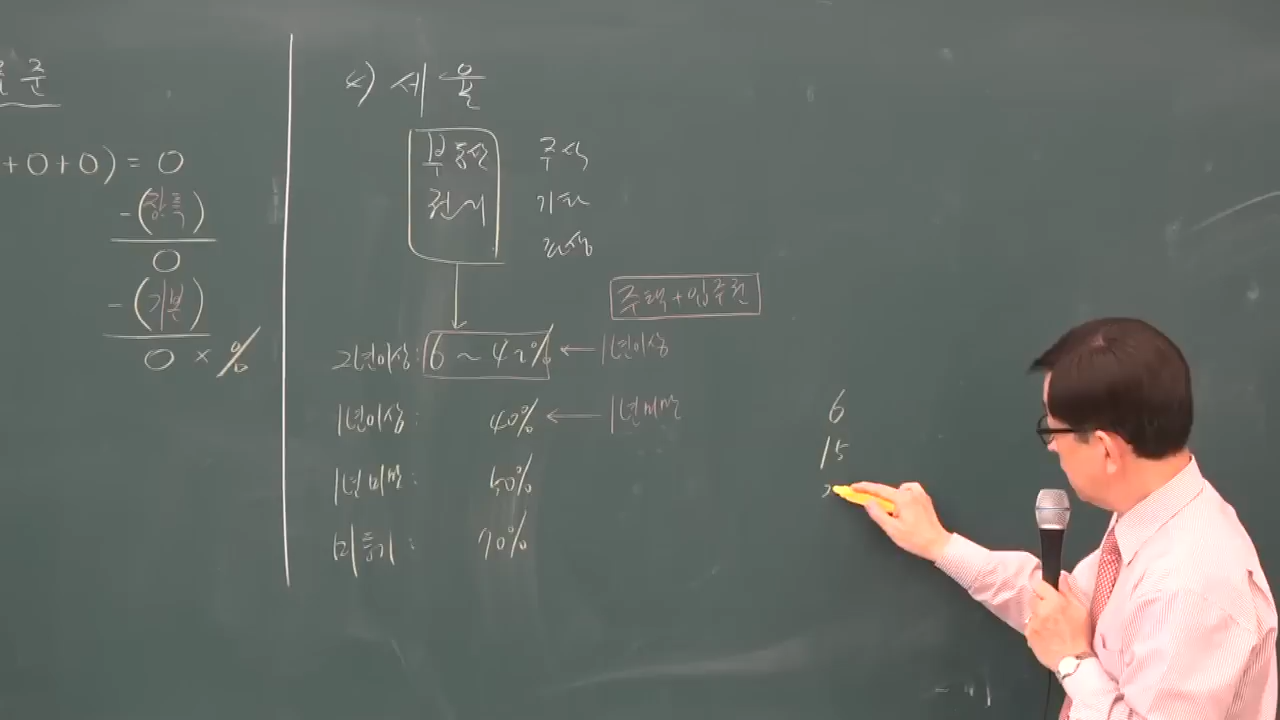 준
+0+0) = 0
-(장특)
0
-(기본)
0 × %
<) 세율
부동산 주식
권리 기타
파생
주택+입주권
2년이상: 6 ~ 42% ← 1년이상
1년이상: 40% ← 1년미만
1년미만: 50%
미등기: 70%
6
15